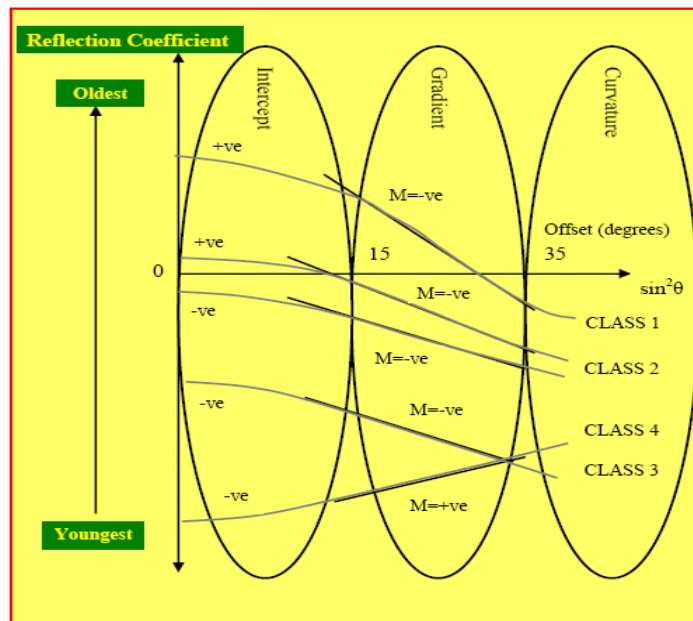 Reflection Coefficient
Oldest
Intercept
Gradient
Curvature
+ve
M=-ve
Offset (degrees)
+ve
15
35
0
sin²θ
M=-ve
-ve
CLASS 1
M=-ve
CLASS 2
-ve
M=-ve
CLASS 4
CLASS 3
-ve
M=+ve
Youngest